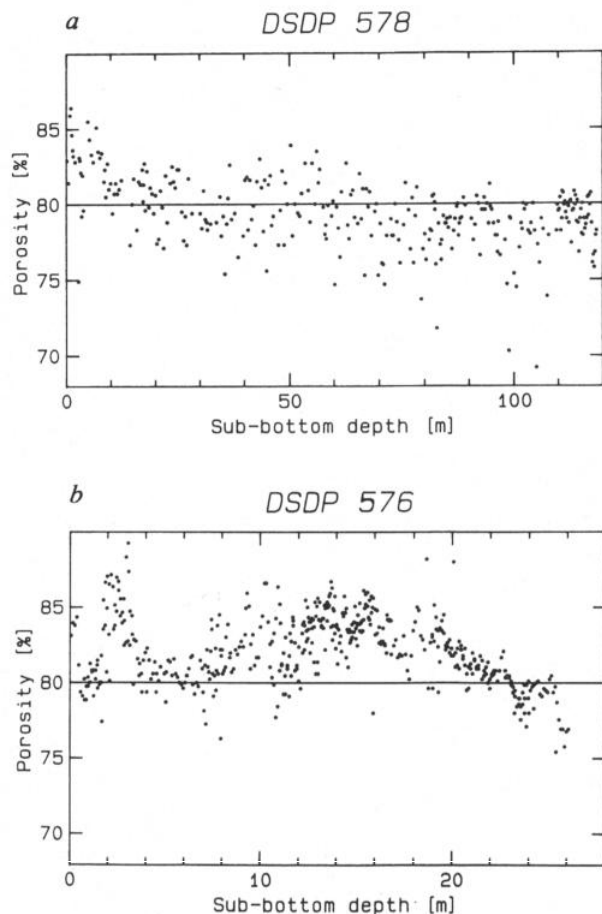 a DSDP 578
Porosity [%]
85
80
75
70
0 50 100
Sub-bottom depth [m]
b DSDP 576
Porosity [%]
85
80
75
70
0 10 20
Sub-bottom depth [m]